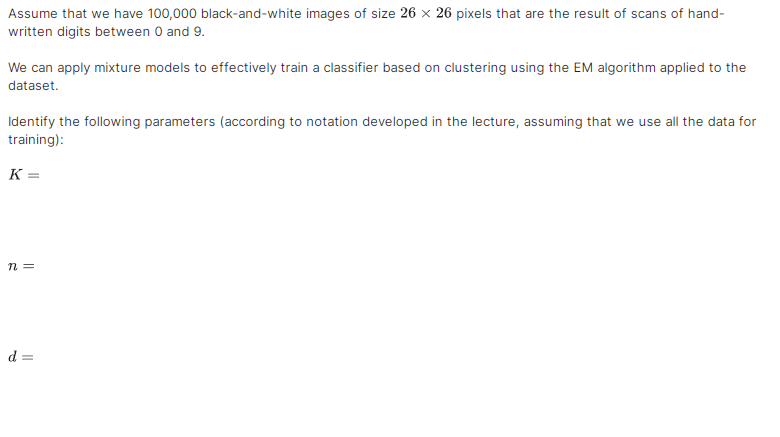 Assume that we have 100,000 black-and-white images of size 26 × 26 pixels that are the result of scans of hand-
written digits between 0 and 9.
We can apply mixture models to effectively train a classifier based on clustering using the EM algorithm applied to the
dataset.
Identify the following parameters (according to notation developed in the lecture, assuming that we use all the data for
training):
K =
n =
d =